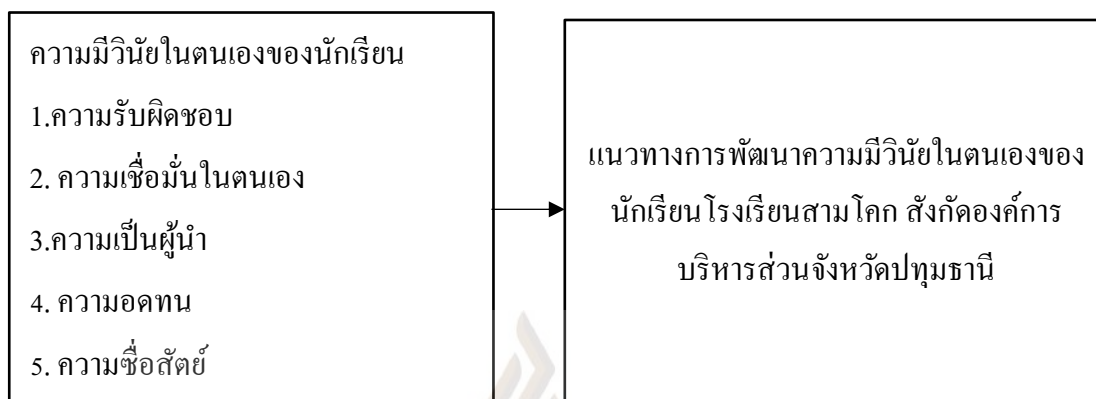 ความมีวินัยในตนเองของนักเรียน
1.ความรับผิดชอบ
2. ความเชื่อมั่นในตนเอง
3.ความเป็นผู้นำ
4. ความอดทน
5. ความซื่อสัตย์
แนวทางการพัฒนาความมีวินัยในตนเองของ
นักเรียนโรงเรียนสามโคก สังกัดองค์การ
บริหารส่วนจังหวัดปทุมธานี